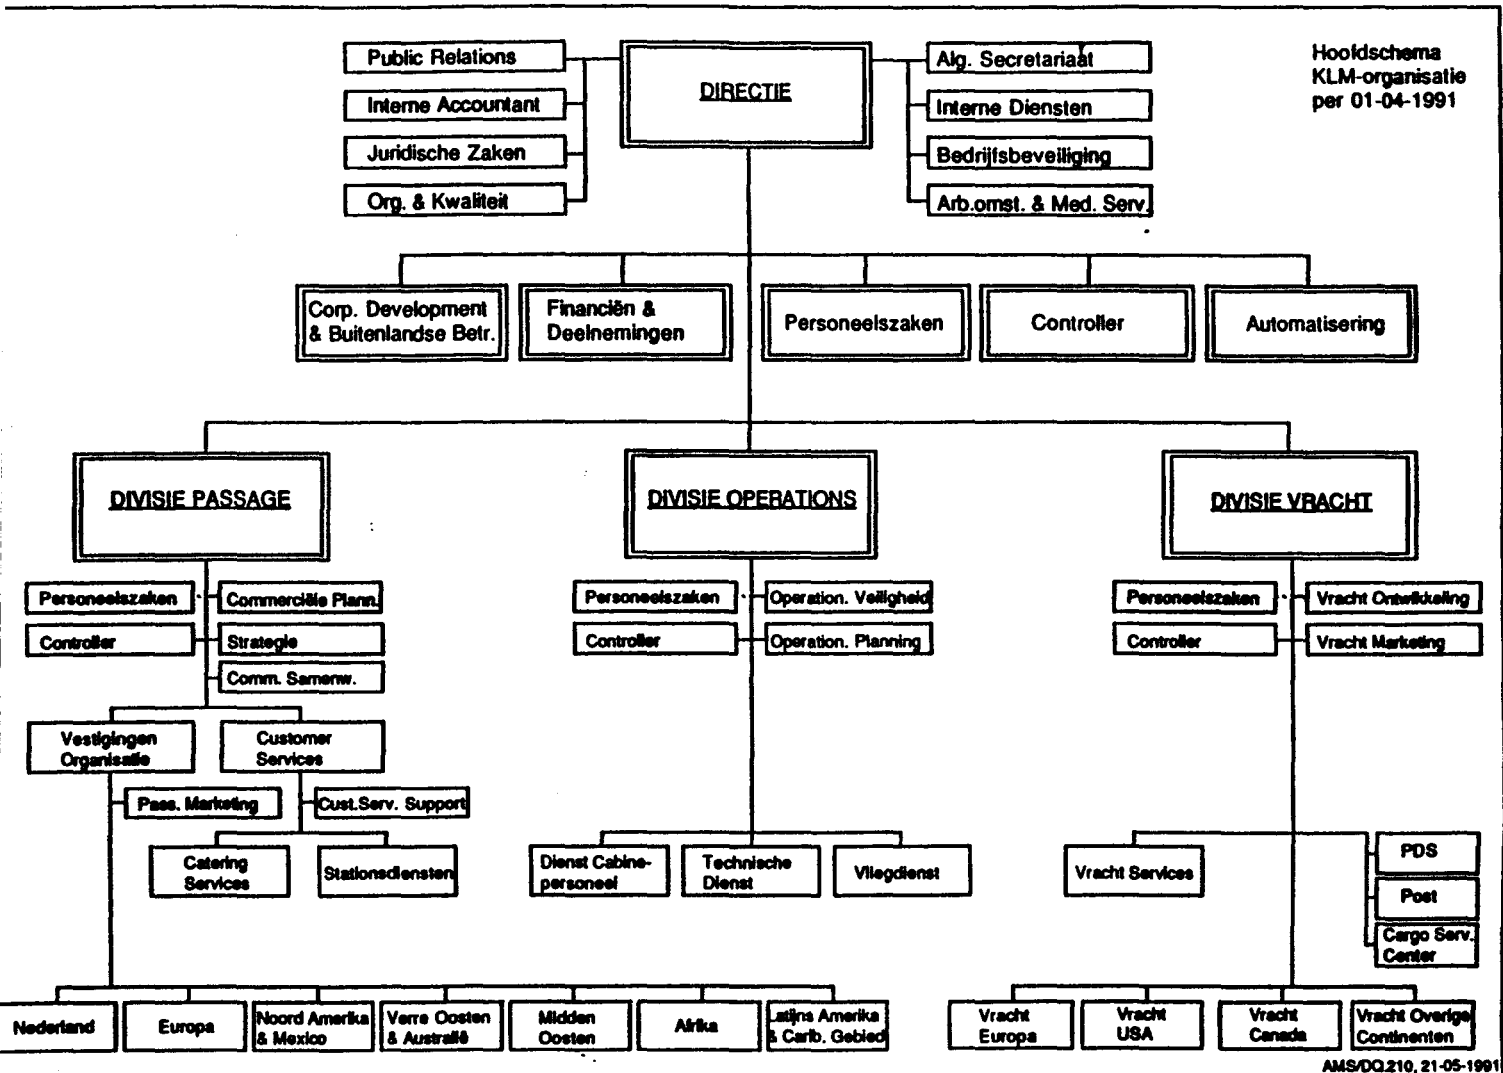 Hoofdschema
KLM-organisatie
per 01-04-1991
DIRECTIE
Public Relations
Interne Accountant
Juridische Zaken
Org. & Kwaliteit
Alg. Secretariaat
Interne Diensten
Bedrijfsbeveiliging
Arb.omst. & Med. Serv.
Corp. Development
& Buitenlandse Betr.
Financiën &
Deelnemingen
Personeelszaken
Controller
Automatisering
DIVISIE PASSAGE
Personeelszaken
Commerciële Plann.
Controller
Strategie
Comm. Samenw.
Vestigingen
Organisatie
Customer
Services
Pass. Marketing
Cust.Serv. Support
Catering
Services
Stationsdiensten
Nederland
Europa
Noord Amerika
& Mexico
Verre Oosten
& Australië
Midden
Oosten
Afrika
Latijns Amerika
& Carib. Gebied
DIVISIE OPERATIONS
Personeelszaken
Operation. Veiligheid
Controller
Operation. Planning
Dienst Cabine-
personeel
Technische
Dienst
Vliegdienst
DIVISIE VRACHT
Personeelszaken
Vracht Ontwikkeling
Controller
Vracht Marketing
Vracht Services
PDS
Post
Cargo Serv.
Center
Vracht
Europa
Vracht
USA
Vracht
Canada
Vracht Overige
Continenten
AMS/DQ.210, 21-05-1991